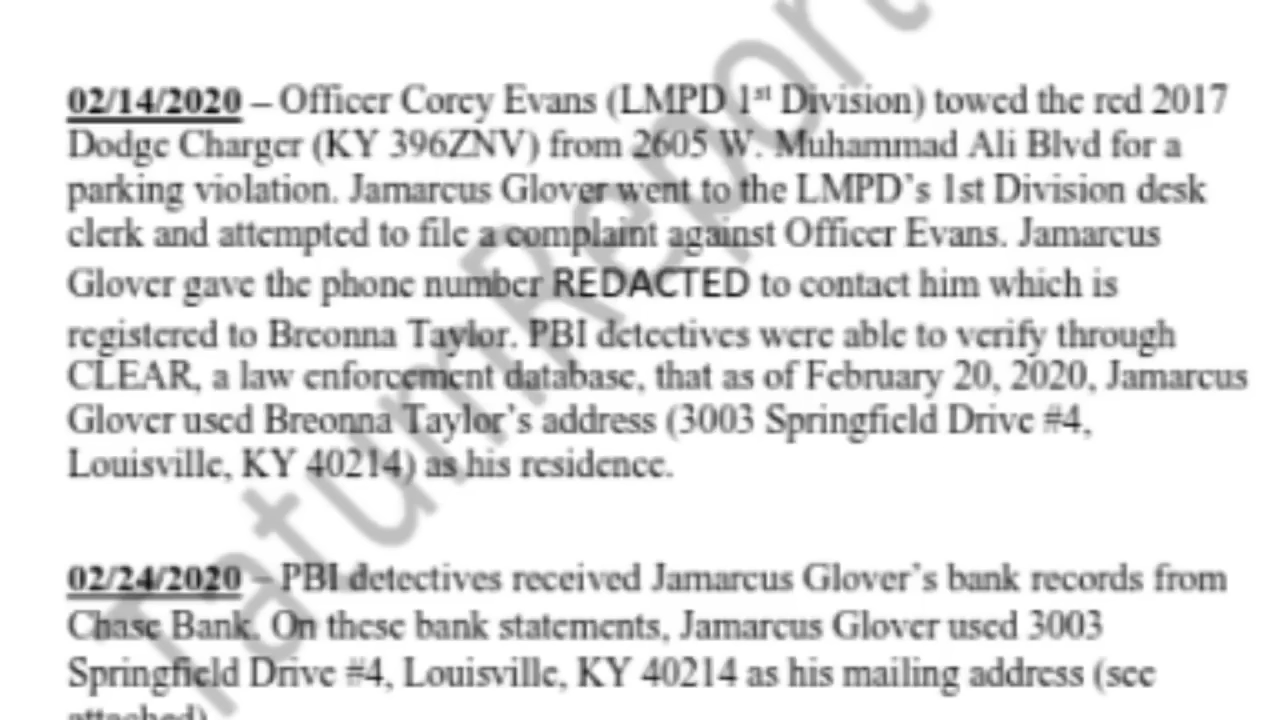 02/14/2020 – Officer Corey Evans (LMPD 1st Division) towed the red 2017
Dodge Charger (KY 396ZNV) from 2605 W. Muhammad Ali Blvd for a
parking violation. Jamarcus Glover went to the LMPD's 1st Division desk
clerk and attempted to file a complaint against Officer Evans. Jamarcus
Glover gave the phone number REDACTED to contact him which is
registered to Breonna Taylor. PBI detectives were able to verify through
CLEAR, a law enforcement database, that as of February 20, 2020, Jamarcus
Glover used Breonna Taylor's address (3003 Springfield Drive #4,
Louisville, KY 40214) as his residence.
02/24/2020 – PBI detectives received Jamarcus Glover's bank records from
Chase Bank. On these bank statements, Jamarcus Glover used 3003
Springfield Drive #4, Louisville, KY 40214 as his mailing address (see
attached)
TatumReport